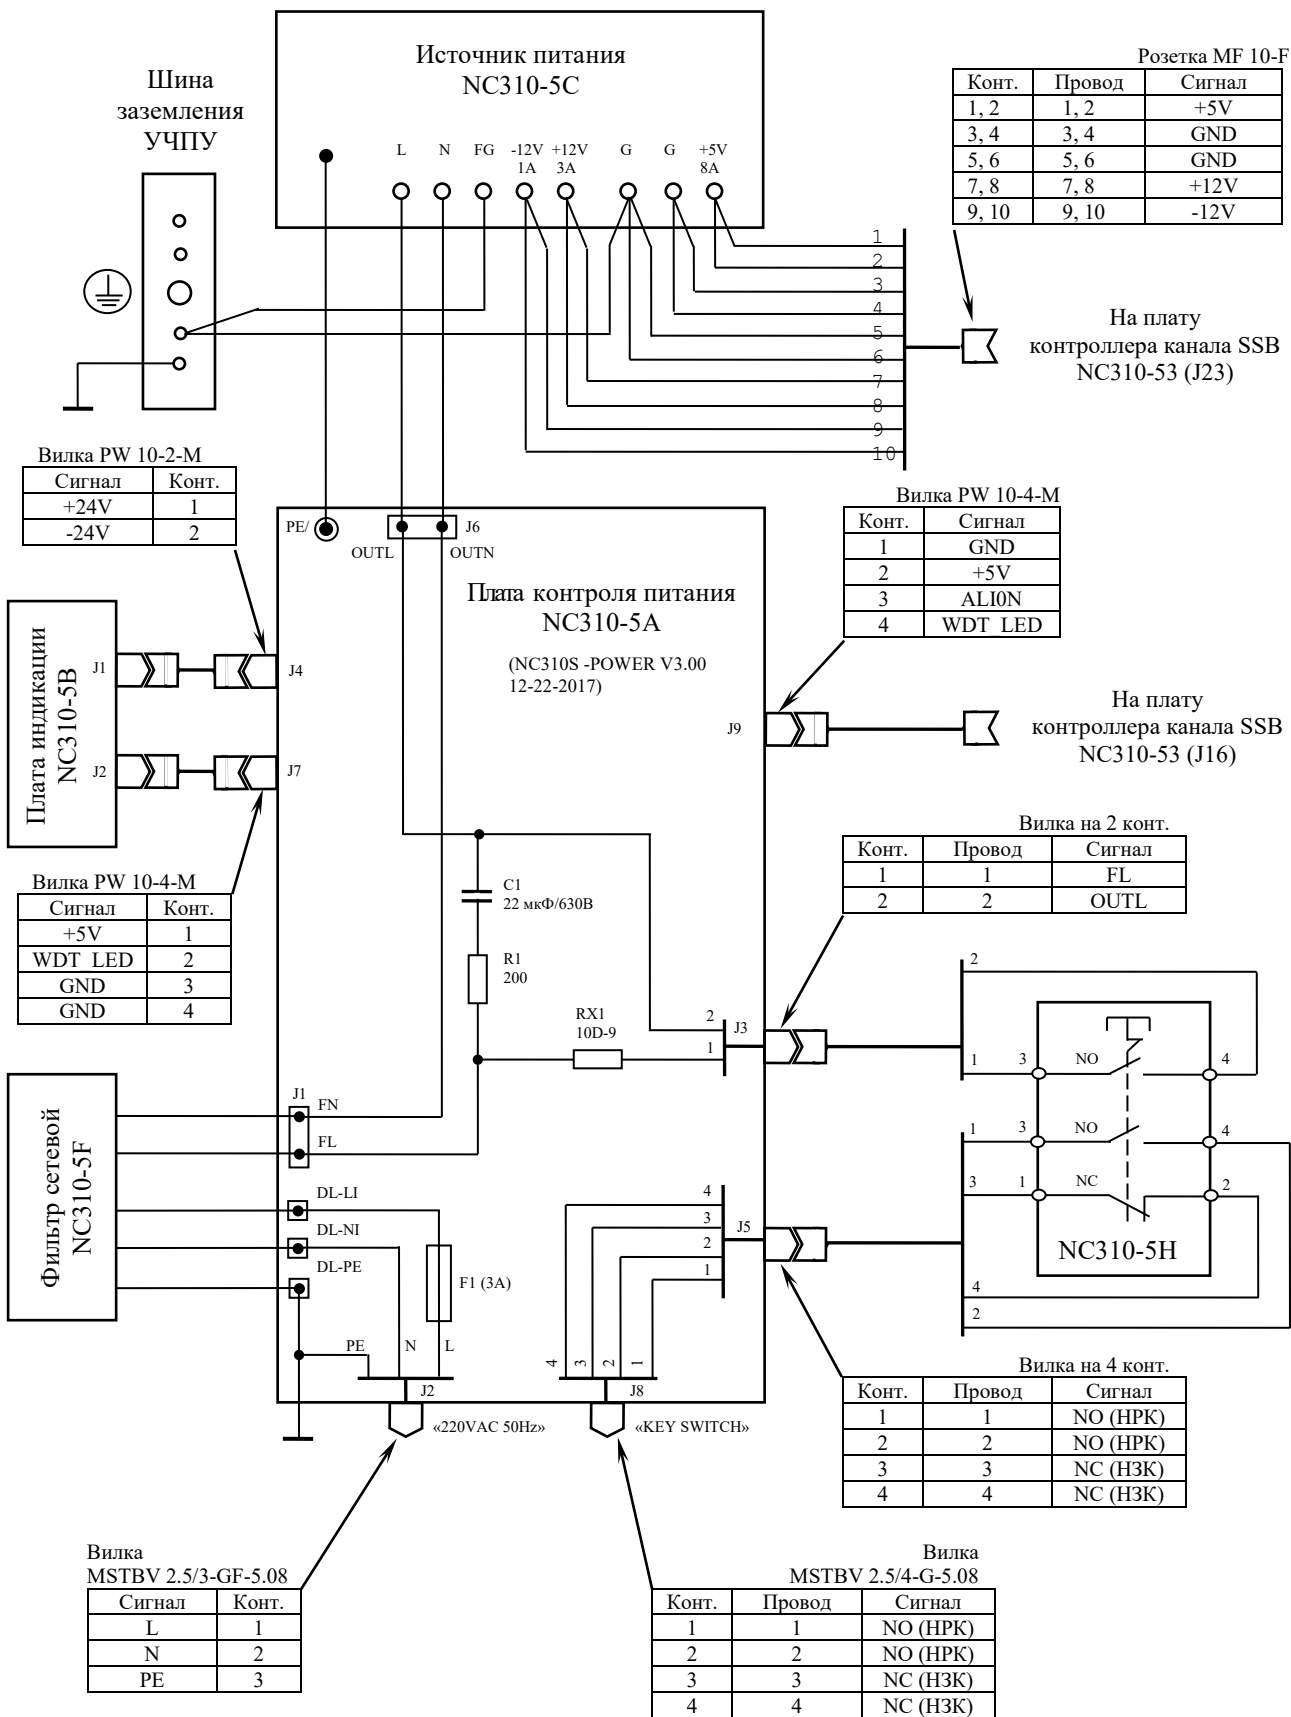 Источник питания
NC310-5C
Шина
заземления
УЧПУ
L N FG -12V +12V G G +5V
1A 3A 8A
Розетка MF 10-F
Конт. Провод Сигнал
1, 2 1, 2 +5V
3, 4 3, 4 GND
5, 6 5, 6 GND
7, 8 7, 8 +12V
9, 10 9, 10 -12V
1
2
3
4
5
6
7
8
9
10
На плату
контроллера канала SSB
NC310-53 (J23)
Вилка PW 10-2-M
Сигнал Конт.
+24V 1
-24V 2
Вилка PW 10-4-M
Конт. Сигнал
1 GND
2 +5V
3 ALI0N
4 WDT_LED
PE/
J6
OUTL OUTN
Плата контроля питания
NC310-5A
(NC310S -POWER V3.00
12-22-2017)
Плата индикации
NC310-5B
J1
J4
J2
J7
J9
На плату
контроллера канала SSB
NC310-53 (J16)
Вилка PW 10-4-M
Сигнал Конт.
+5V 1
WDT_LED 2
GND 3
GND 4
C1
22 мкФ/630В
R1
200
RX1
10D-9
2
1
J3
Вилка на 2 конт.
Конт. Провод Сигнал
1 1 FL
2 2 OUTL
2
1 3 NO 4
1 3 NO 4
3 1 NC 2
NC310-5H
4
2
Фильтр сетевой
NC310-5F
J1
FN
FL
DL-LI
DL-NI
DL-PE
F1 (3A)
PE N L
J2
«220VAC 50Hz»
4
3
2
1
J5
4 3 2 1
J8
«KEY SWITCH»
Вилка на 4 конт.
Конт. Провод Сигнал
1 1 NO (НРК)
2 2 NO (НРК)
3 3 NC (НЗК)
4 4 NC (НЗК)
Вилка
MSTBV 2.5/3-GF-5.08
Сигнал Конт.
L 1
N 2
PE 3
Вилка
MSTBV 2.5/4-G-5.08
Конт. Провод Сигнал
1 1 NO (НРК)
2 2 NO (НРК)
3 3 NC (НЗК)
4 4 NC (НЗК)